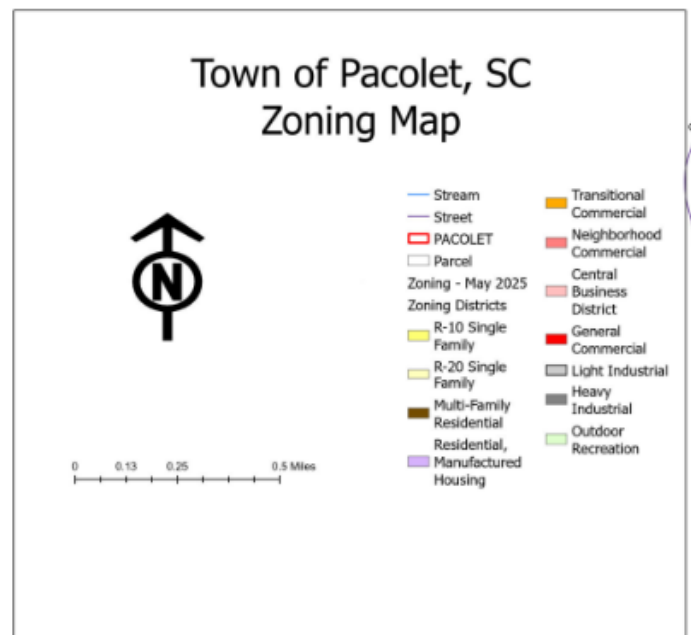 Town of Pacolet, SC
Zoning Map
N
0 0.13 0.25 0.5 Miles
Stream
Street
PACOLET
Parcel
Zoning - May 2025
Zoning Districts
R-10 Single
Family
R-20 Single
Family
Multi-Family
Residential
Residential,
Manufactured
Housing
Transitional
Commercial
Neighborhood
Commercial
Central
Business
District
General
Commercial
Light Industrial
Heavy
Industrial
Outdoor
Recreation